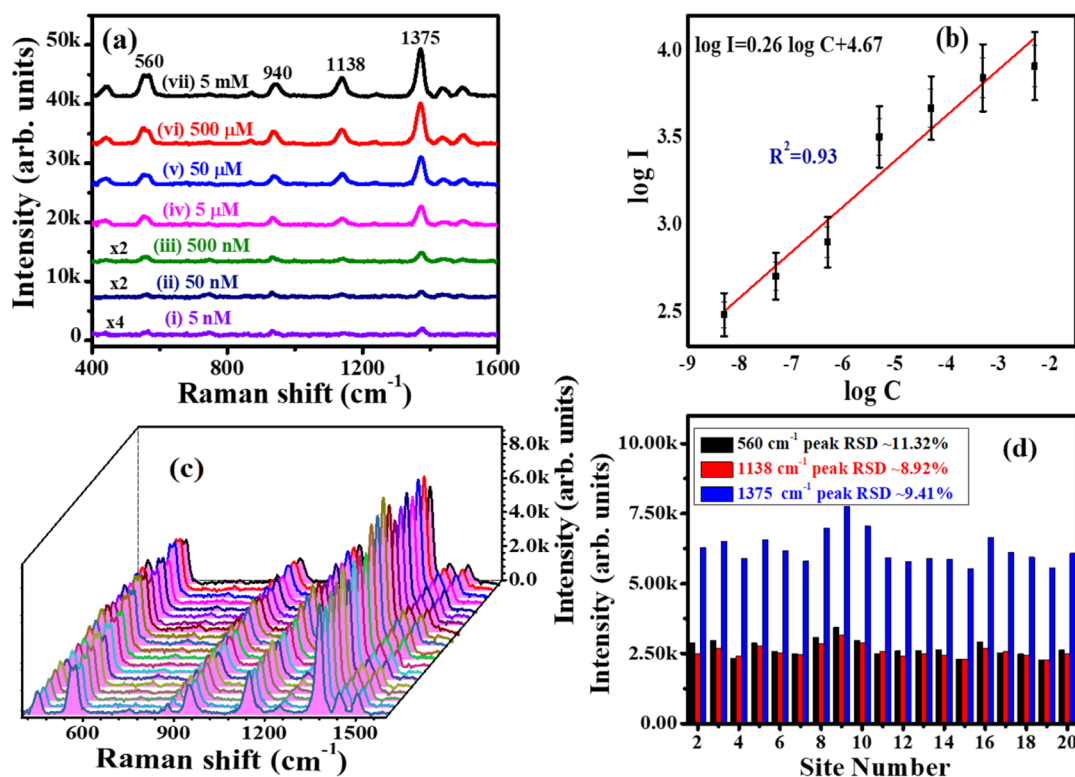 (a)
50k
40k
30k
20k
10k
0
Intensity (arb. units)
560
940
1138
1375
(vii) 5 mM
(vi) 500 μM
(v) 50 μM
(iv) 5 μM
x2
(iii) 500 nM
x2
(ii) 50 nM
x4
(i) 5 nM
400 800 1200 1600
Raman shift (cm⁻¹)
(b)
log I=0.26 log C+4.67
R²=0.93
4.0
3.5
3.0
2.5
log I
-9 -8 -7 -6 -5 -4 -3 -2
log C
(c)
8.0k
6.0k
4.0k
2.0k
0.0
Intensity (arb. units)
600 900 1200 1500
Raman shift (cm⁻¹)
(d)
560 cm⁻¹ peak RSD ~11.32%
1138 cm⁻¹ peak RSD ~8.92%
1375 cm⁻¹ peak RSD ~9.41%
10.00k
7.50k
5.00k
2.50k
0.00
Intensity (arb. units)
2 4 6 8 10 12 14 16 18 20
Site Number